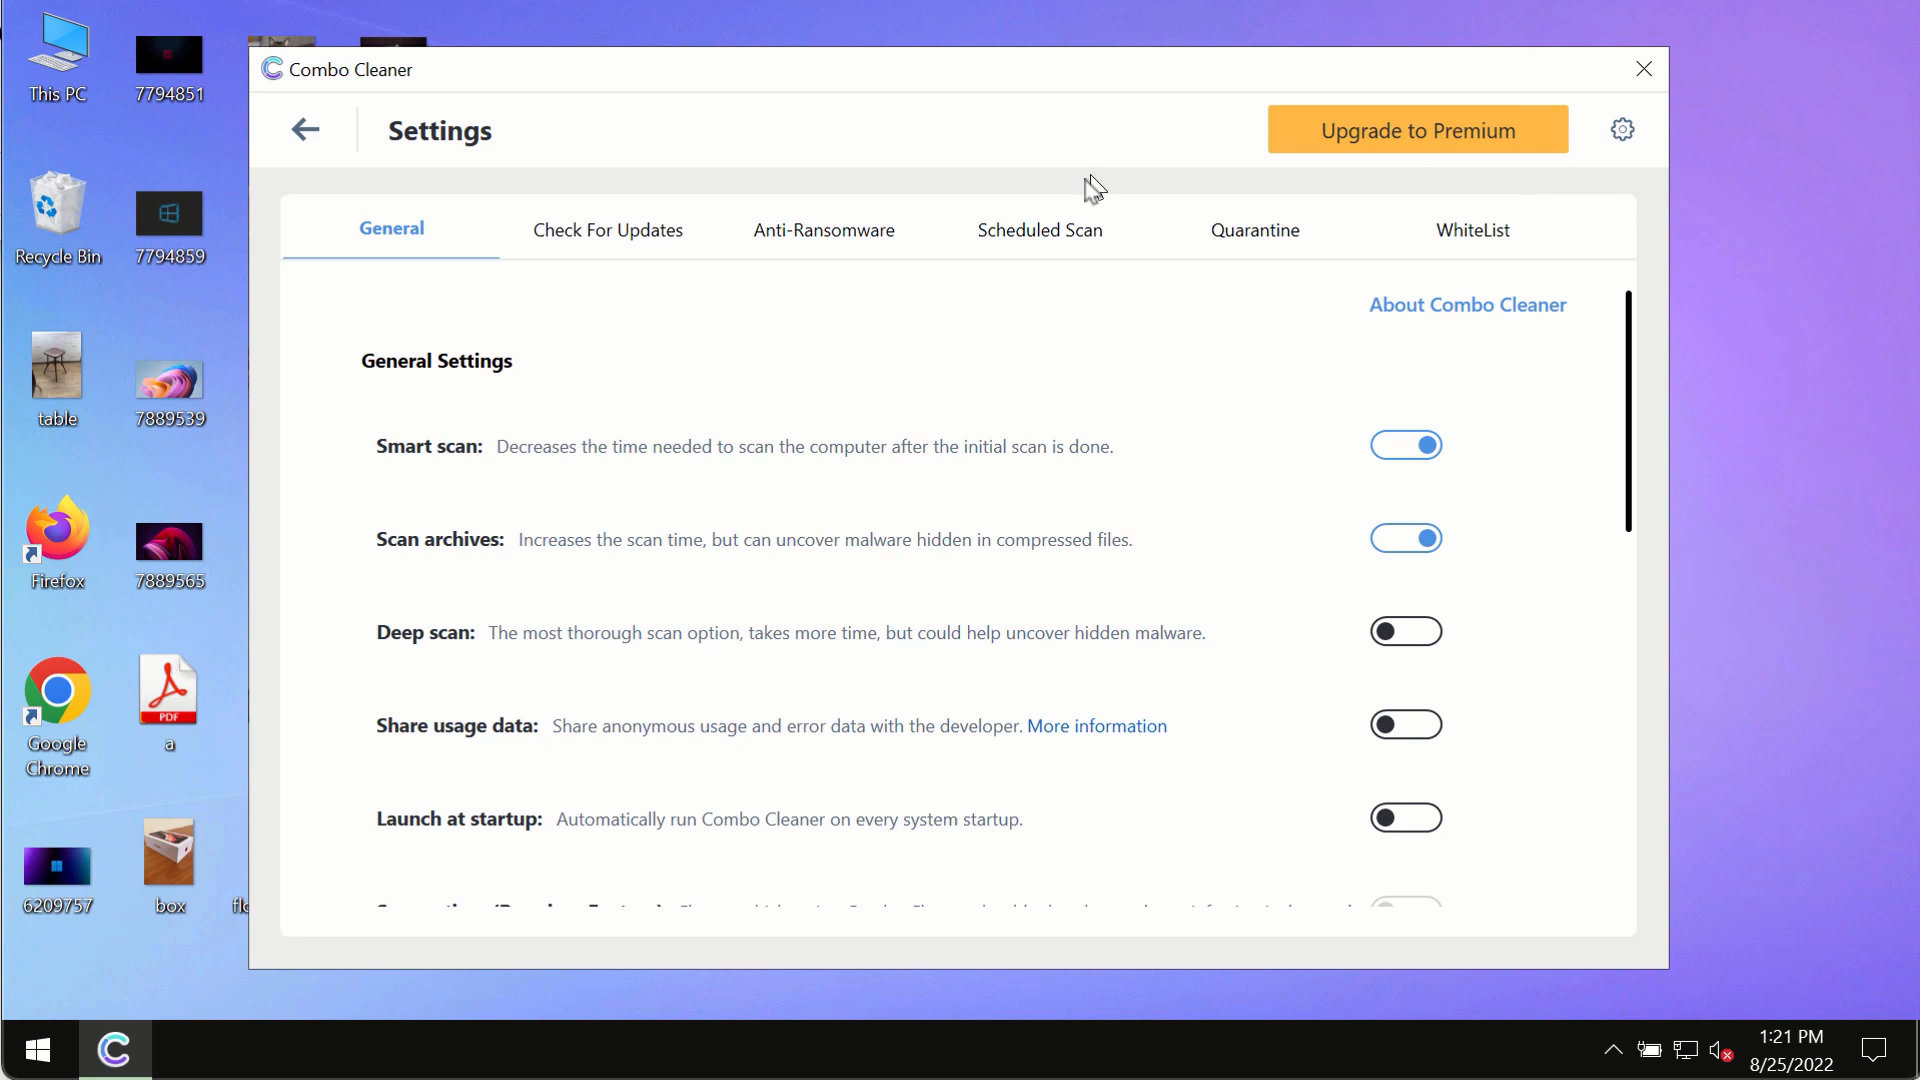 This PC
7794851
Recycle Bin
7794859
table
7889539
Firefox
7889565
Google
Chrome
PDF
a
6209757
box
Combo Cleaner
Settings
Upgrade to Premium
General
Check For Updates
Anti-Ransomware
Scheduled Scan
Quarantine
WhiteList
About Combo Cleaner
General Settings
Smart scan: Decreases the time needed to scan the computer after the initial scan is done.
Scan archives: Increases the scan time, but can uncover malware hidden in compressed files.
Deep scan: The most thorough scan option, takes more time, but could help uncover hidden malware.
Share usage data: Share anonymous usage and error data with the developer. More information
Launch at startup: Automatically run Combo Cleaner on every system startup.
1:21 PM
8/25/2022